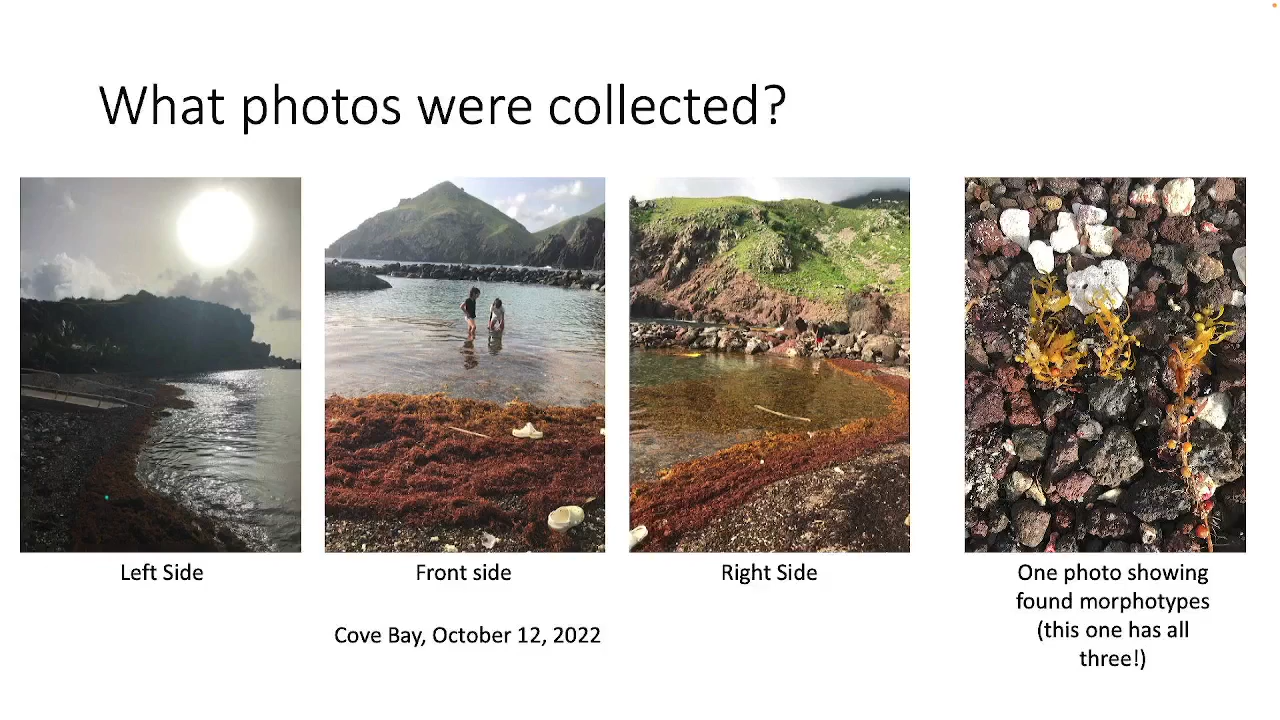 What photos were collected?
Left Side
Front side
Right Side
One photo showing
found morphotypes
(this one has all
three!)
Cove Bay, October 12, 2022